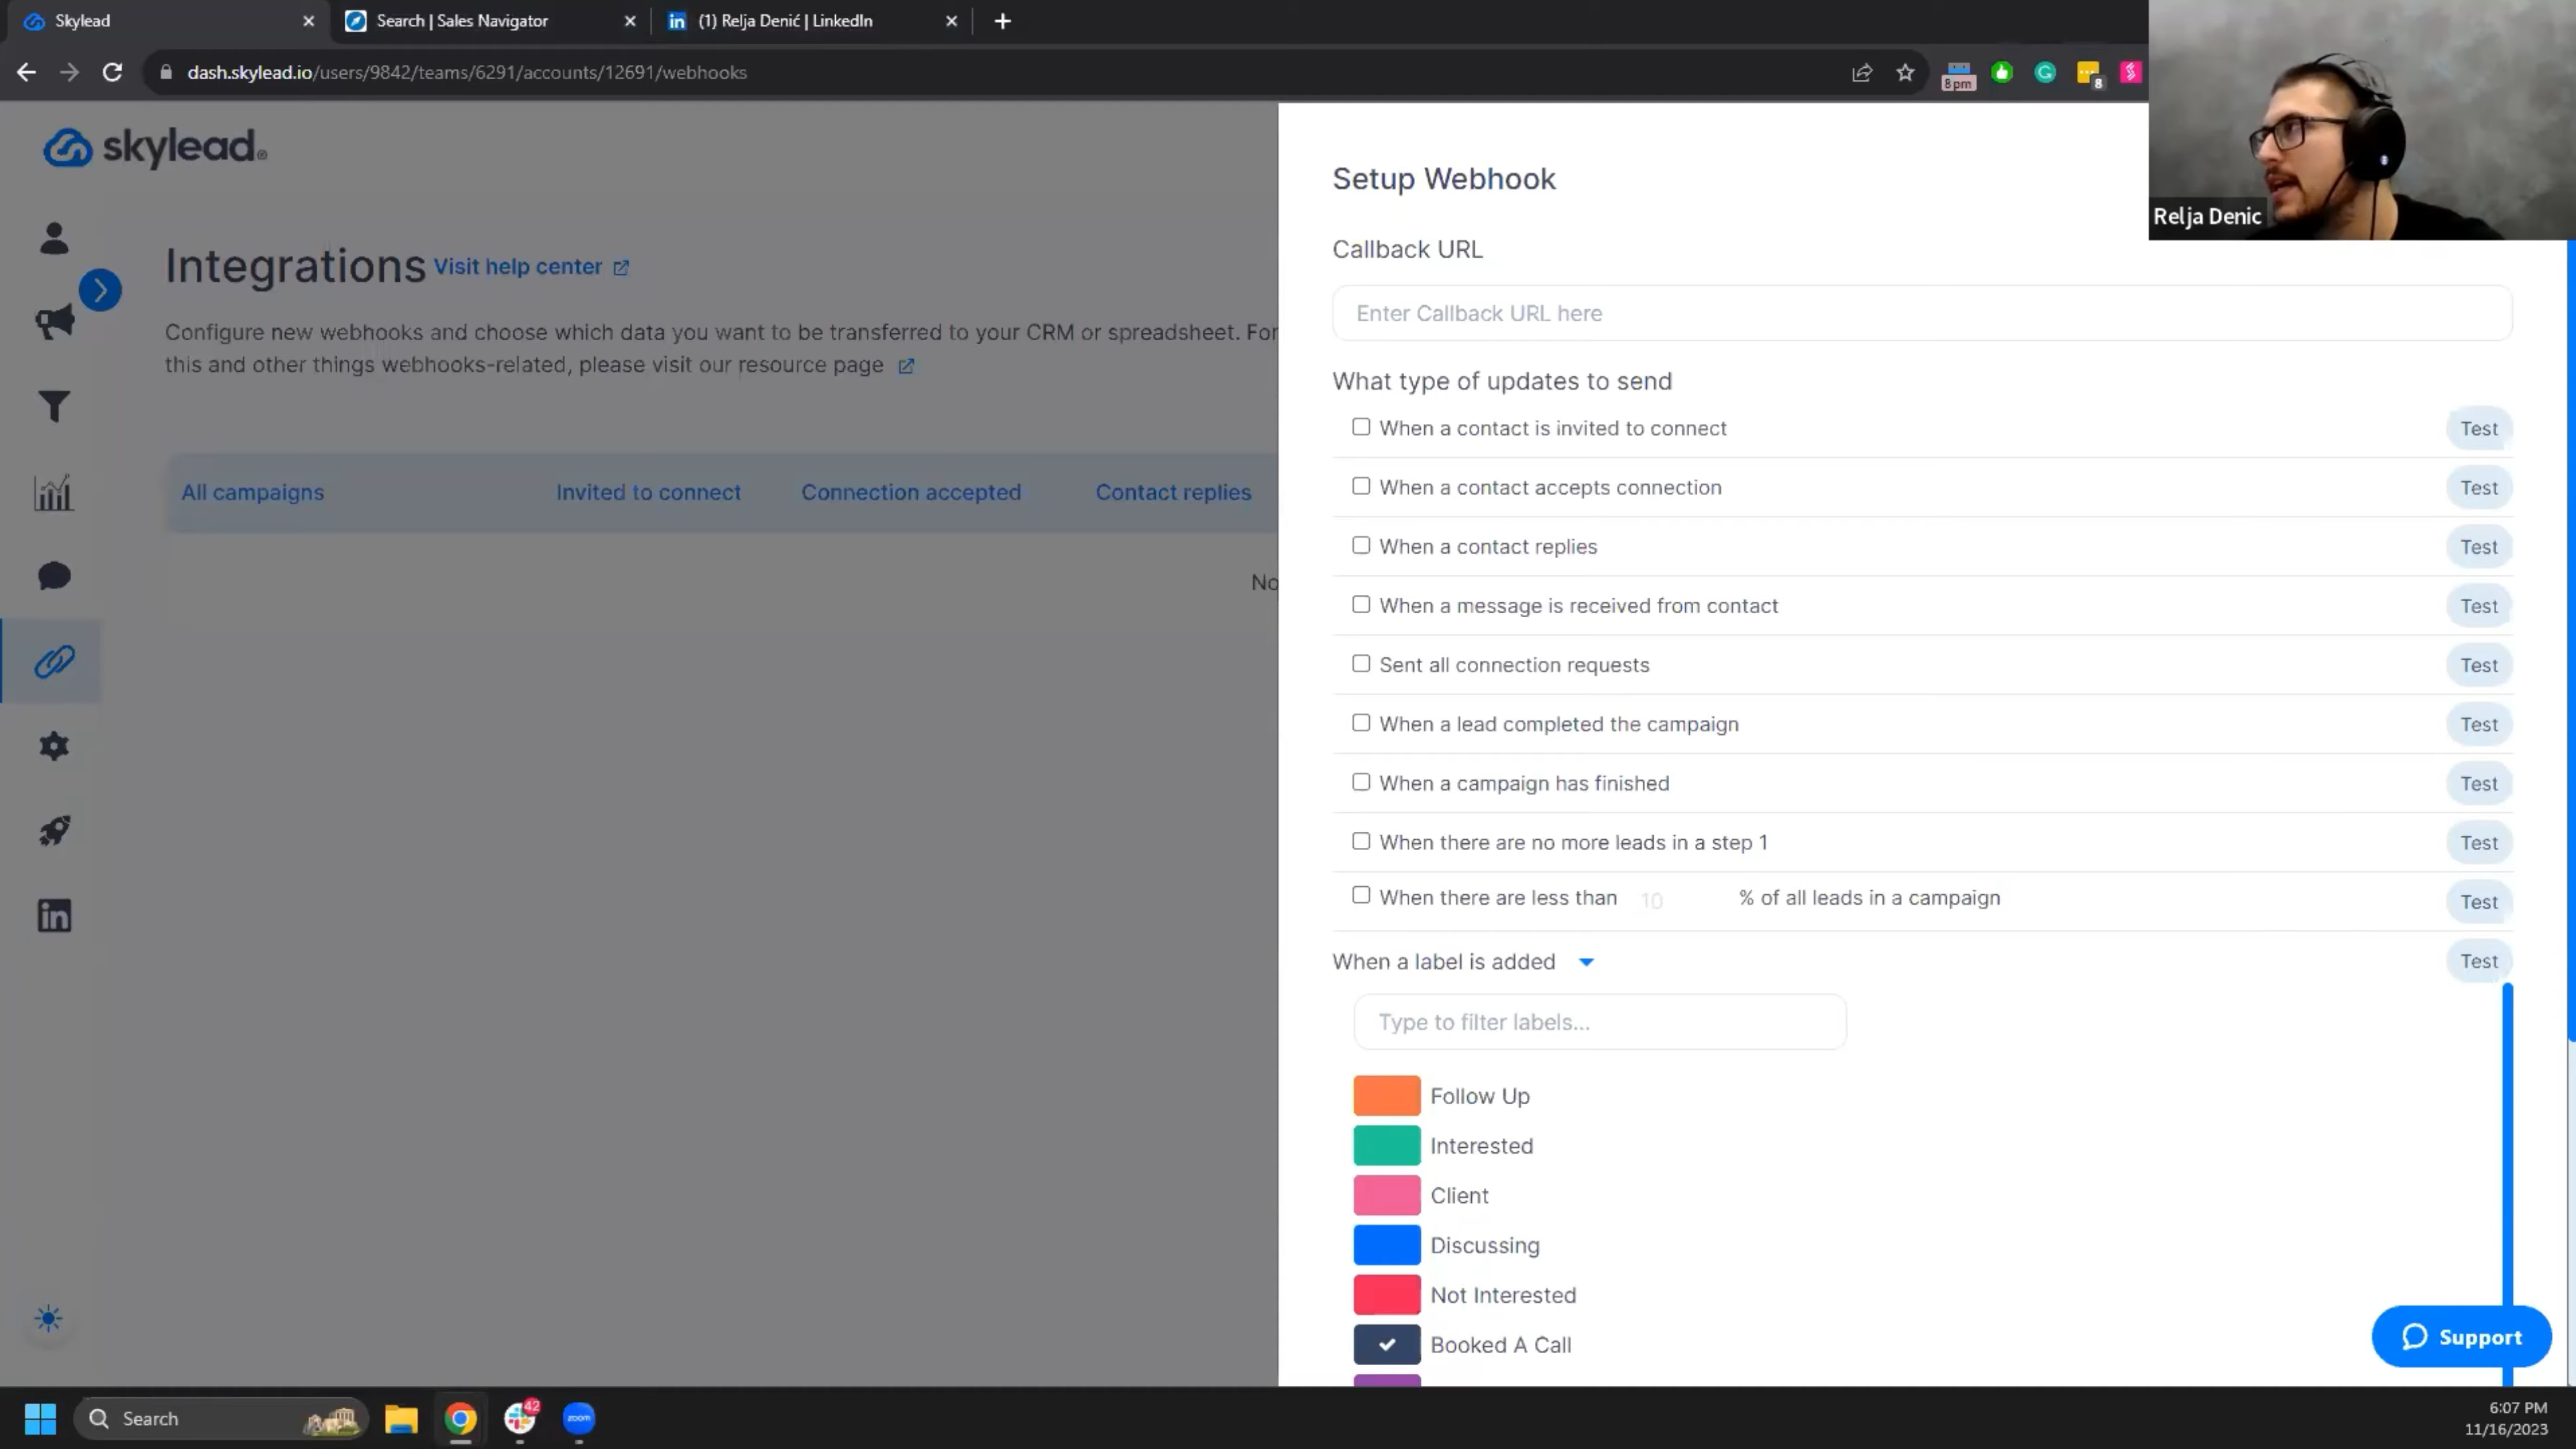 Skylead
Search | Sales Navigator
(1) Relja Denić | LinkedIn
dash.skylead.io/users/9842/teams/6291/accounts/12691/webhooks
8pm
8
Relja Denic
skylead
Integrations Visit help center
Configure new webhooks and choose which data you want to be transferred to your CRM or spreadsheet. For
this and other things webhooks-related, please visit our resource page
All campaigns Invited to connect Connection accepted Contact replies
No
Setup Webhook
Callback URL
Enter Callback URL here
What type of updates to send
When a contact is invited to connect Test
When a contact accepts connection Test
When a contact replies Test
When a message is received from contact Test
Sent all connection requests Test
When a lead completed the campaign Test
When a campaign has finished Test
When there are no more leads in a step 1 Test
When there are less than 10 % of all leads in a campaign Test
When a label is added Test
Type to filter labels...
Follow Up
Interested
Client
Discussing
Not Interested
Booked A Call
Support
Search
42
zoom
6:07 PM
11/16/2023